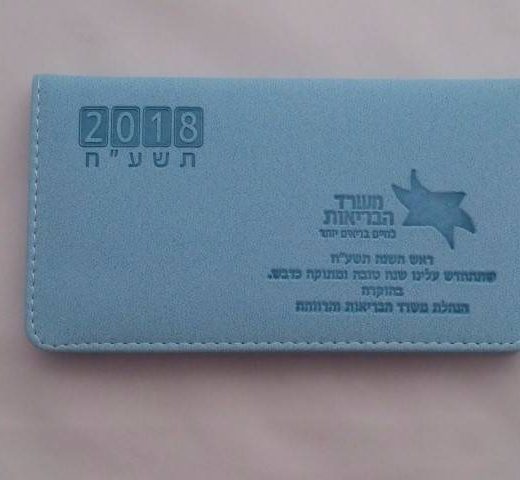 2018
תשע"ח
משרד
הבריאות
לחיים בריאים יותר
ראש השנה תשע"ח
שתתחדש עלינו שנה טובה ומתוקה כדבש.
בהוקרה
הנהלת משרד הבריאות והרווחה